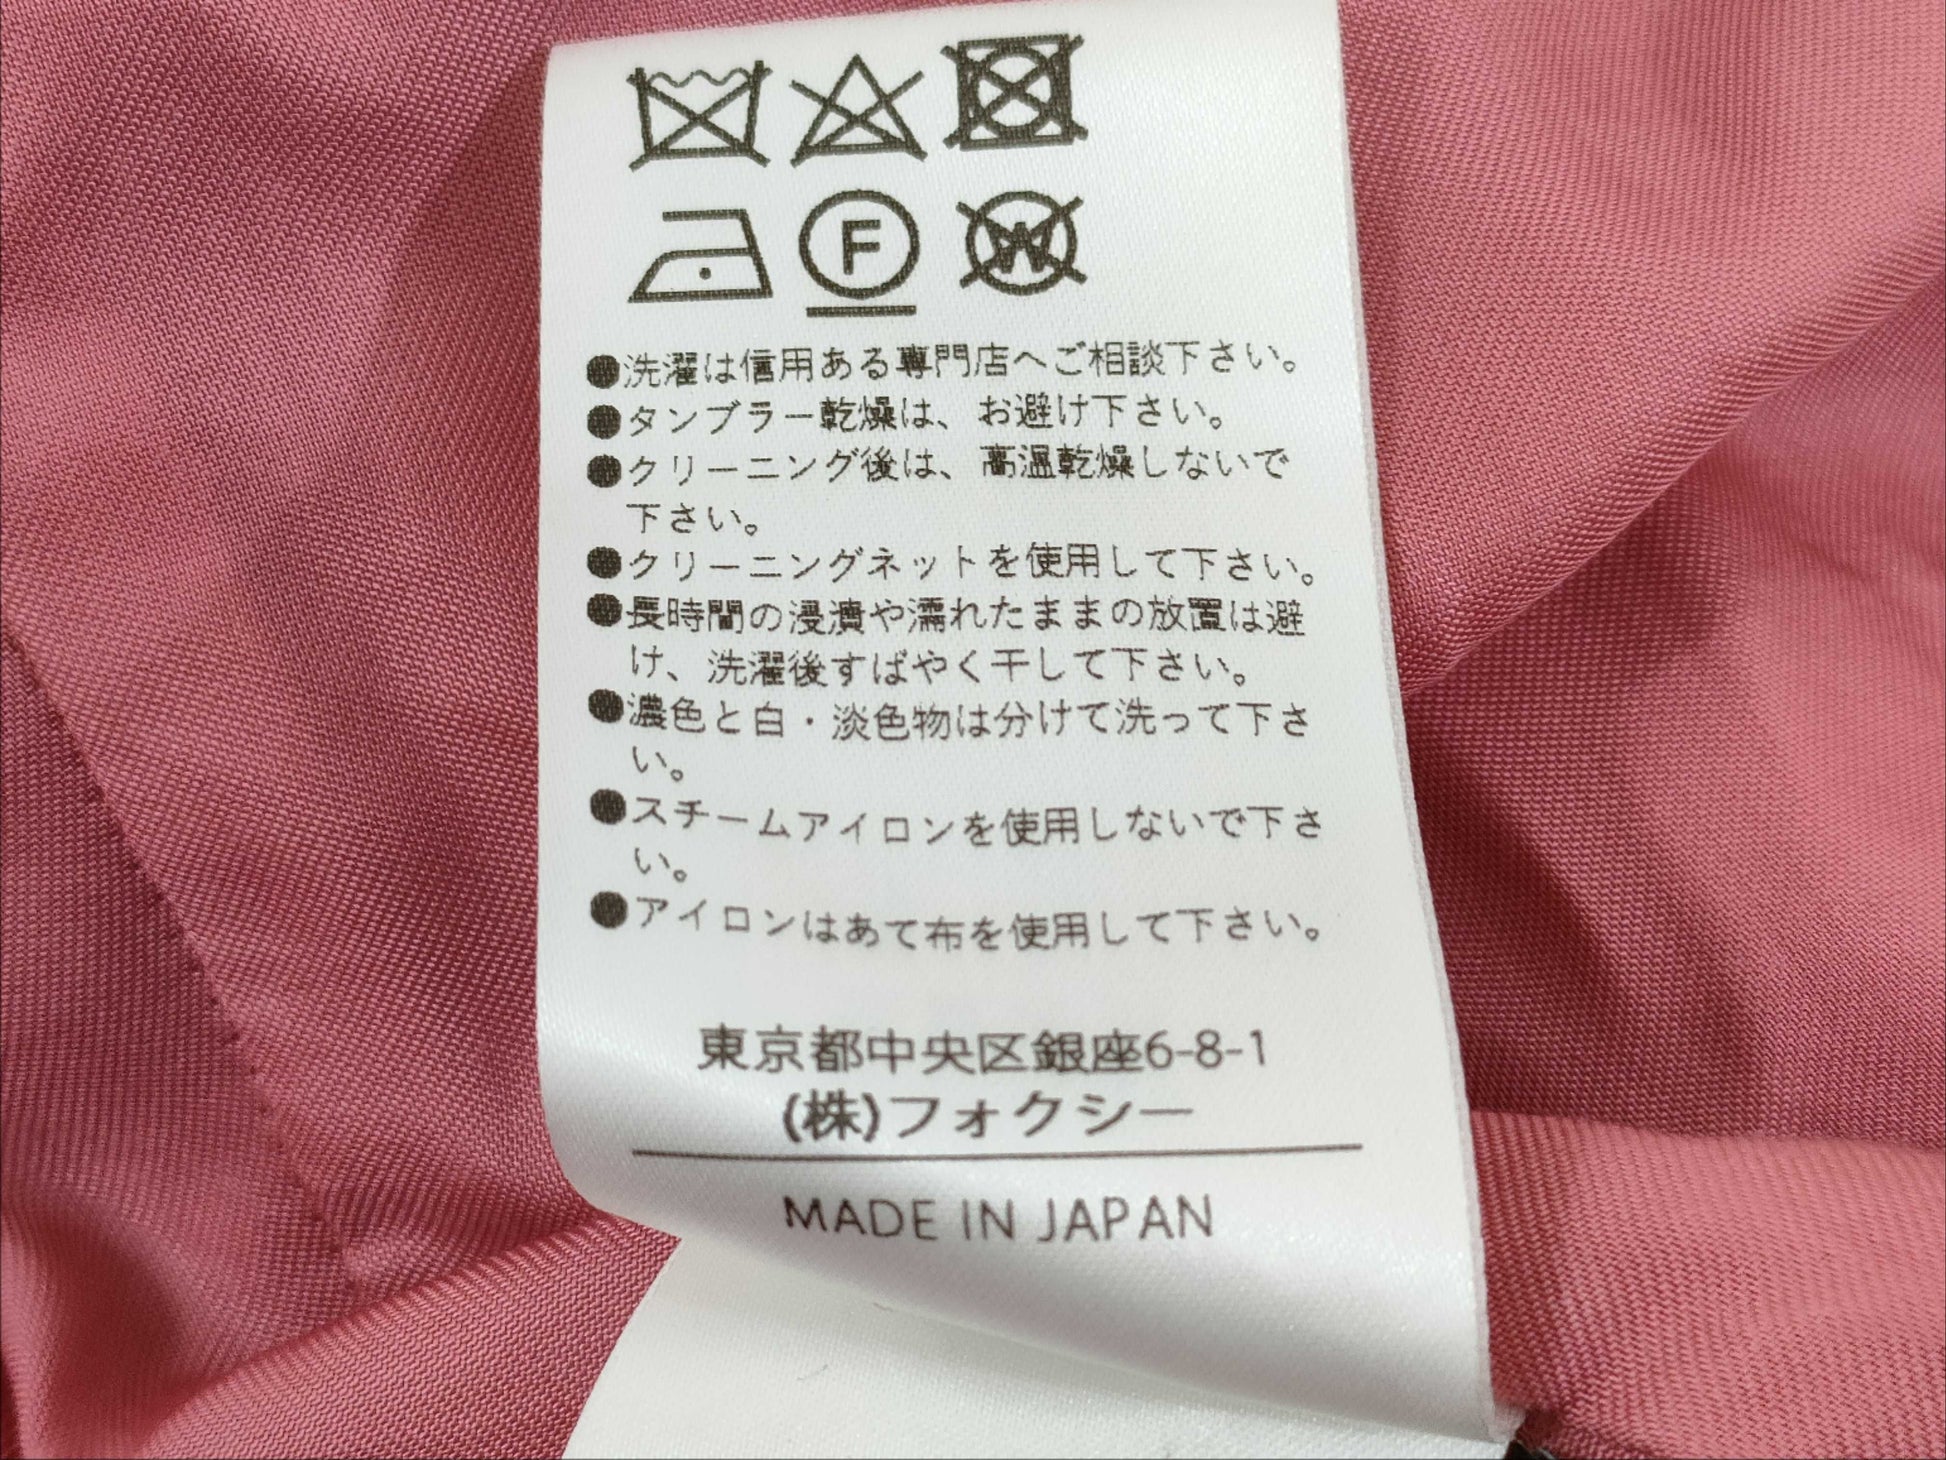 F
W
●洗濯は信用ある専門店へご相談下さい。
●タンブラー乾燥は、お避け下さい。
●クリーニング後は、高温乾燥しないで
下さい。
●クリーニングネットを使用して下さい。
●長時間の浸漬や濡れたままの放置は避
け、洗濯後すばやく干して下さい。
●濃色と白・淡色物は分けて洗って下さ
い。
●スチームアイロンを使用しないで下さ
い。
●アイロンはあて布を使用して下さい。
東京都中央区銀座6-8-1
(株)フォクシー
MADE IN JAPAN